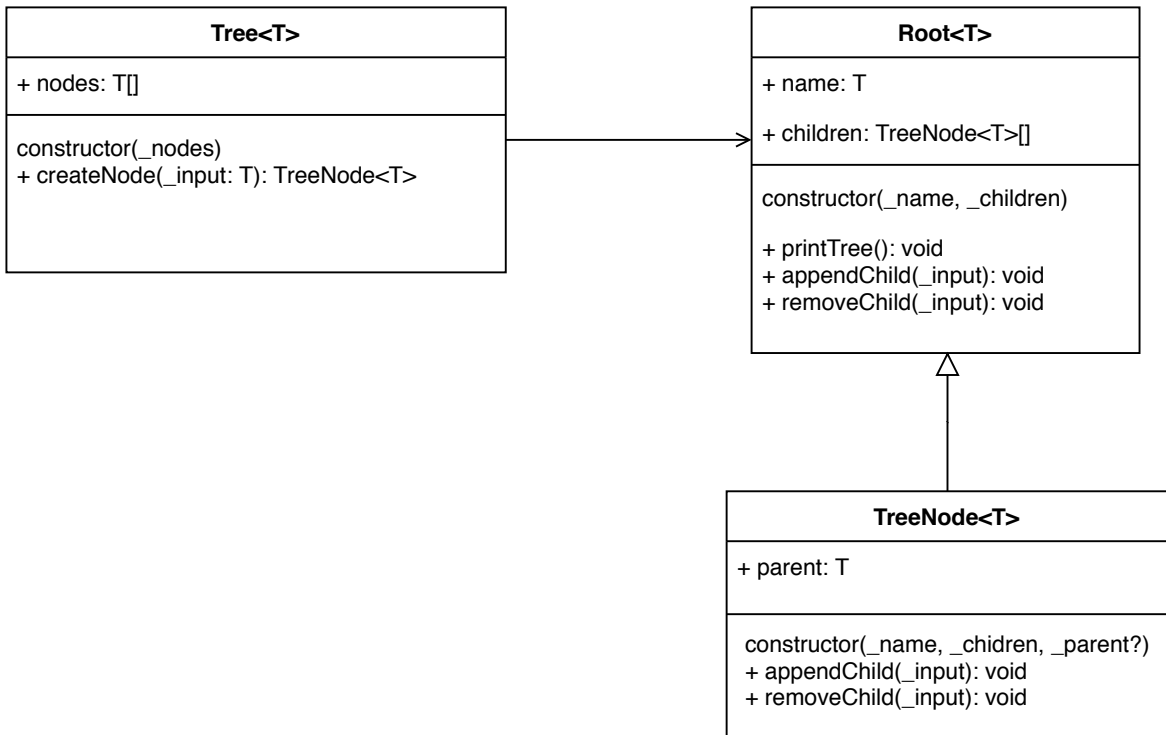 Tree<T>
+ nodes: T[]
constructor(_nodes)
+ createNode(_input: T): TreeNode<T>
Root<T>
+ name: T
+ children: TreeNode<T>[]
constructor(_name, _children)
+ printTree(): void
+ appendChild(_input): void
+ removeChild(_input): void
TreeNode<T>
+ parent: T
constructor(_name, _chidren, _parent?)
+ appendChild(_input): void
+ removeChild(_input): void